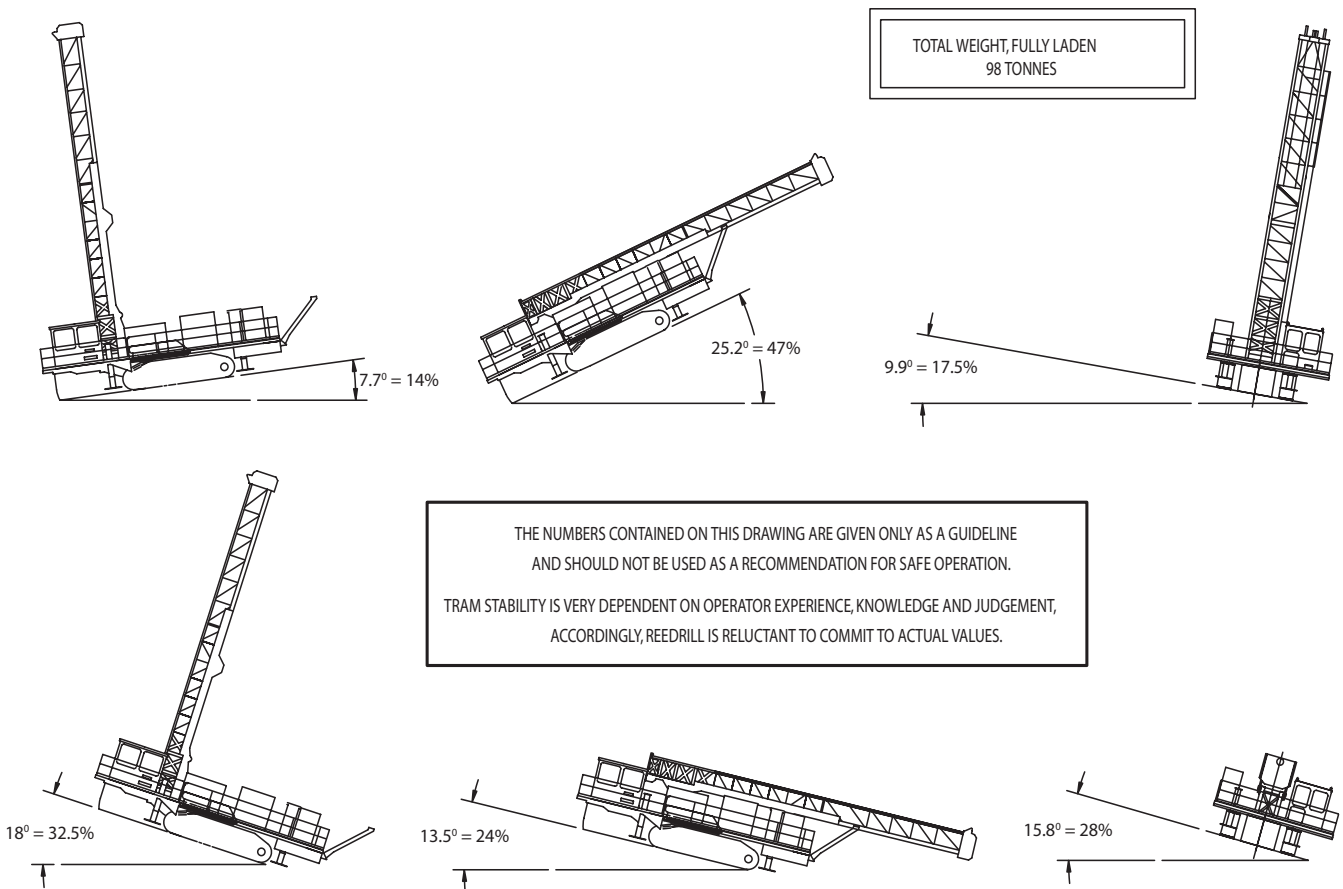 TOTAL WEIGHT, FULLY LADEN
98 TONNES
7.7⁰ = 14%
25.2⁰ = 47%
9.9⁰ = 17.5%
THE NUMBERS CONTAINED ON THIS DRAWING ARE GIVEN ONLY AS A GUIDELINE
AND SHOULD NOT BE USED AS A RECOMMENDATION FOR SAFE OPERATION.
TRAM STABILITY IS VERY DEPENDENT ON OPERATOR EXPERIENCE, KNOWLEDGE AND JUDGEMENT,
ACCORDINGLY, REEDRILL IS RELUCTANT TO COMMIT TO ACTUAL VALUES.
18⁰ = 32.5%
13.5⁰ = 24%
15.8⁰ = 28%